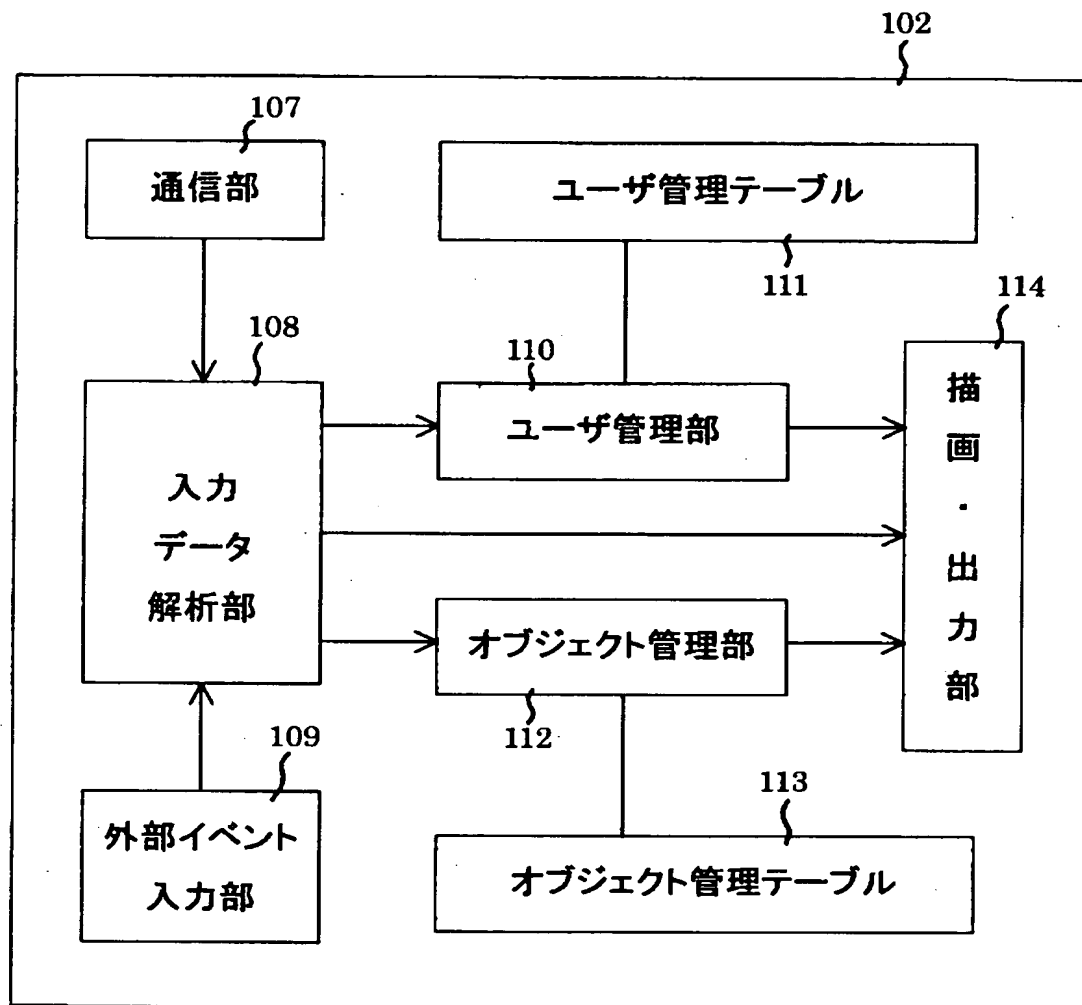 102
107
通信部
ユーザ管理テーブル
111
114
108
110
入力
データ
解析部
ユーザ管理部
描画・出力部
オブジェクト管理部
112
109
外部イベント
入力部
113
オブジェクト管理テーブル